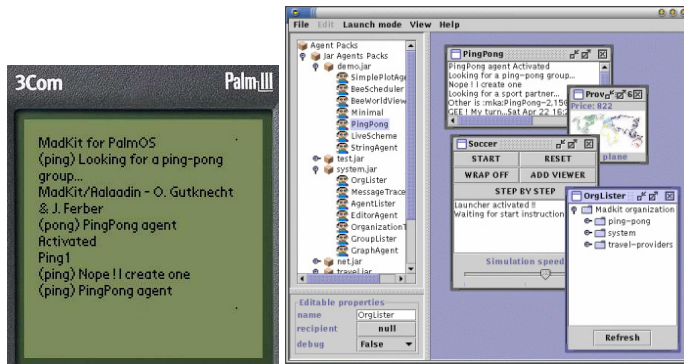 3Com
Palm III
MadKit for PalmOS
(ping) Looking for a ping-pong
group...
MadKit/Aalaadin - O. Gutknecht
& J. Ferber
(pong) PingPong agent
Activated
Ping1
(ping) Nope ! I create one
(ping) PingPong agent
File Edit Launch mode View Help
Agent Packs
Jar Agents Packs
demo.jar
SimplePlotAge
BeeScheduler
BeeWorldView
Minimal
PingPong
LiveScheme
StringAgent
test.jar
system.jar
OrgLister
MessageTrace
AgentLister
EditorAgent
OrganizationT
GroupLister
GraphAgent
net.jar
travel.jar
Editable properties
name OrgLister
recipient null
debug False
PingPong
PingPong agent Activated
Looking for a ping-pong group...
Nope ! I create one
Looking for a sport partner...
Other is :mka:PingPong-2,150
GEE ! My turn...Sat Apr 22 16:2
Prov
Price: 822
plane
Soccer
START RESET
WRAP OFF ADD VIEWER
STEP BY STEP
Launcher activated !!
Waiting for start instruction
Simulation speed
OrgLister
Madkit organization
ping-pong
system
travel-providers
Refresh